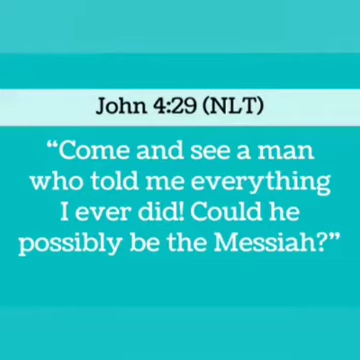 John 4:29 (NLT)
“Come and see a man
who told me everything
I ever did! Could he
possibly be the Messiah?”